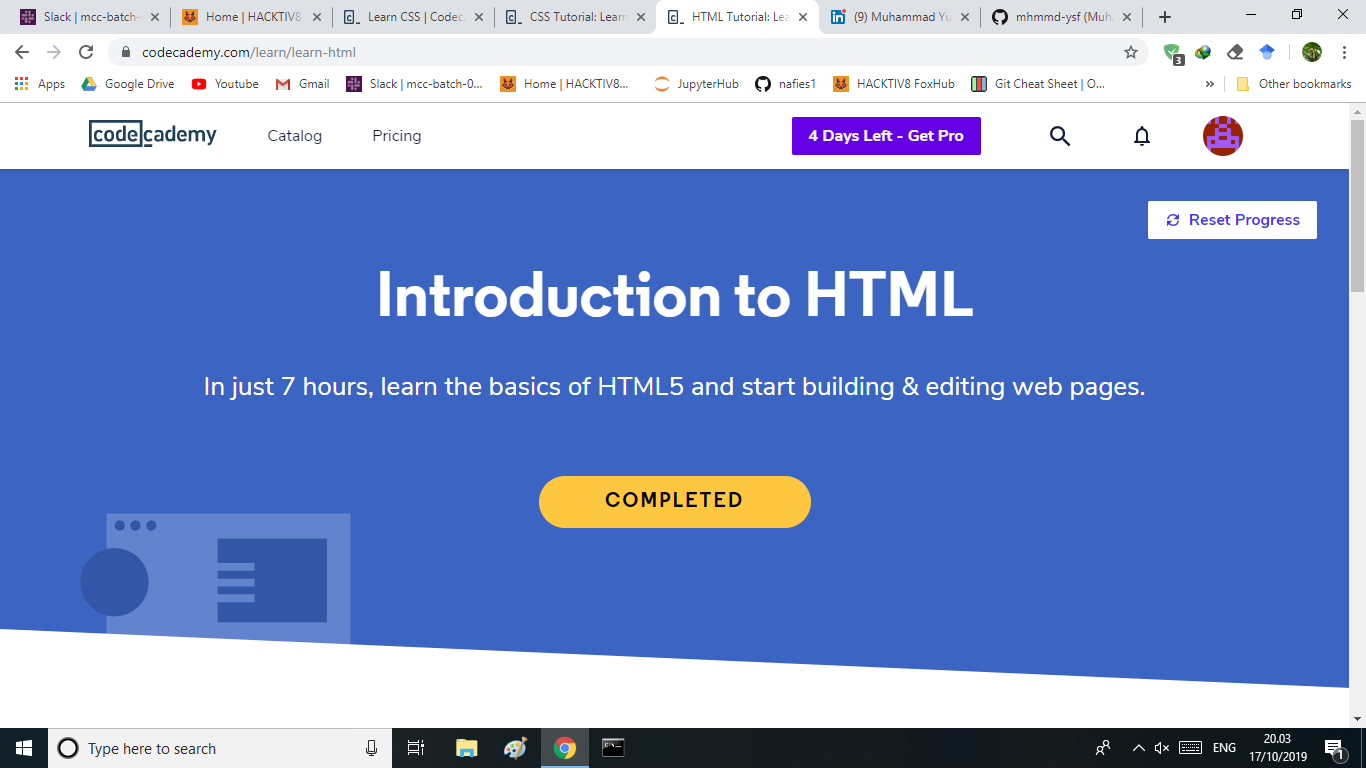 Slack | mcc-batch-
Home | HACKTIV8
Learn CSS | Codeca
CSS Tutorial: Learn
HTML Tutorial: Lea
(9) Muhammad Yu
mhmmd-ysf (Muha
codecademy.com/learn/learn-html
3
Apps
Google Drive
Youtube
Gmail
Slack | mcc-batch-0...
Home | HACKTIV8...
JupyterHub
nafies1
HACKTIV8 FoxHub
Git Cheat Sheet | O...
»
Other bookmarks
codecademy
Catalog
Pricing
4 Days Left - Get Pro
Reset Progress
Introduction to HTML
In just 7 hours, learn the basics of HTML5 and start building & editing web pages.
COMPLETED
Type here to search
ENG
20.03
17/10/2019
1